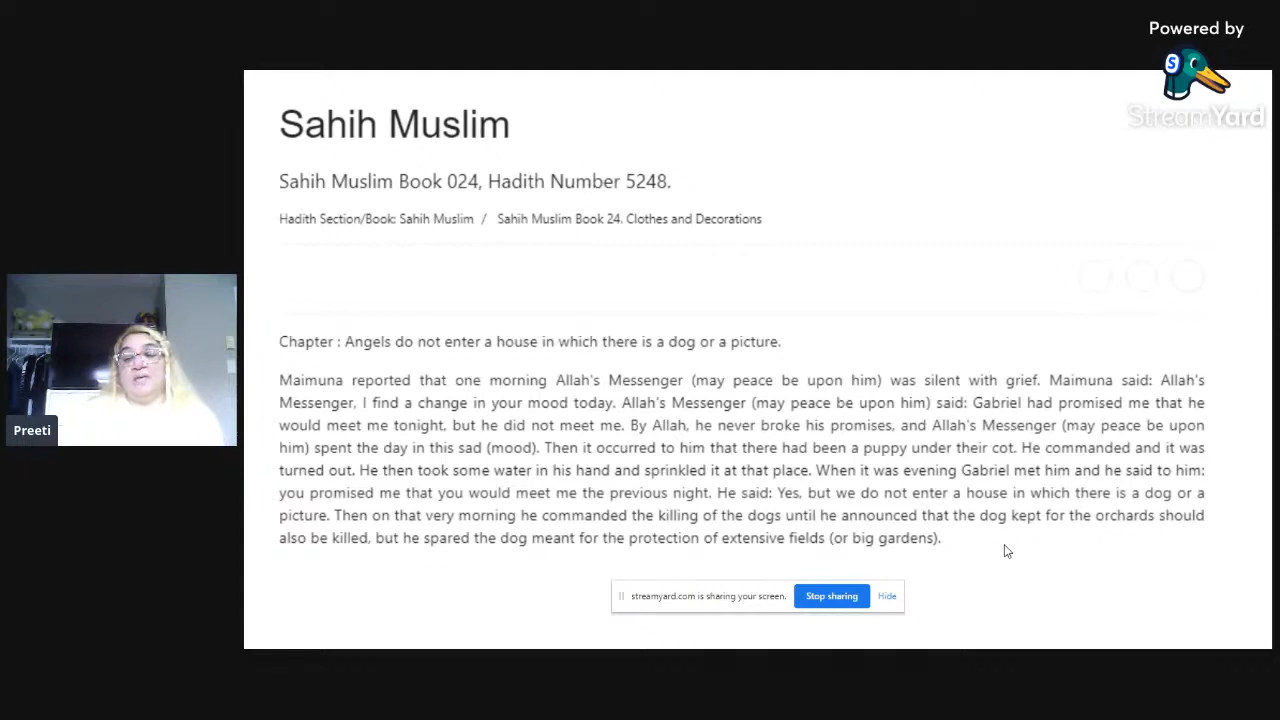 Powered by
S
StreamYard
Sahih Muslim
Sahih Muslim Book 024, Hadith Number 5248.
Hadith Section/Book: Sahih Muslim / Sahih Muslim Book 24. Clothes and Decorations
Chapter : Angels do not enter a house in which there is a dog or a picture.
Maimuna reported that one morning Allah's Messenger (may peace be upon him) was silent with grief. Maimuna said: Allah's
Messenger, I find a change in your mood today. Allah's Messenger (may peace be upon him) said: Gabriel had promised me that he
would meet me tonight, but he did not meet me. By Allah, he never broke his promises, and Allah's Messenger (may peace be upon
him) spent the day in this sad (mood). Then it occurred to him that there had been a puppy under their cot. He commanded and it was
turned out. He then took some water in his hand and sprinkled it at that place. When it was evening Gabriel met him and he said to him:
you promised me that you would meet me the previous night. He said: Yes, but we do not enter a house in which there is a dog or a
picture. Then on that very morning he commanded the killing of the dogs until he announced that the dog kept for the orchards should
also be killed, but he spared the dog meant for the protection of extensive fields (or big gardens).
Preeti
streamyard.com is sharing your screen. Stop sharing Hide